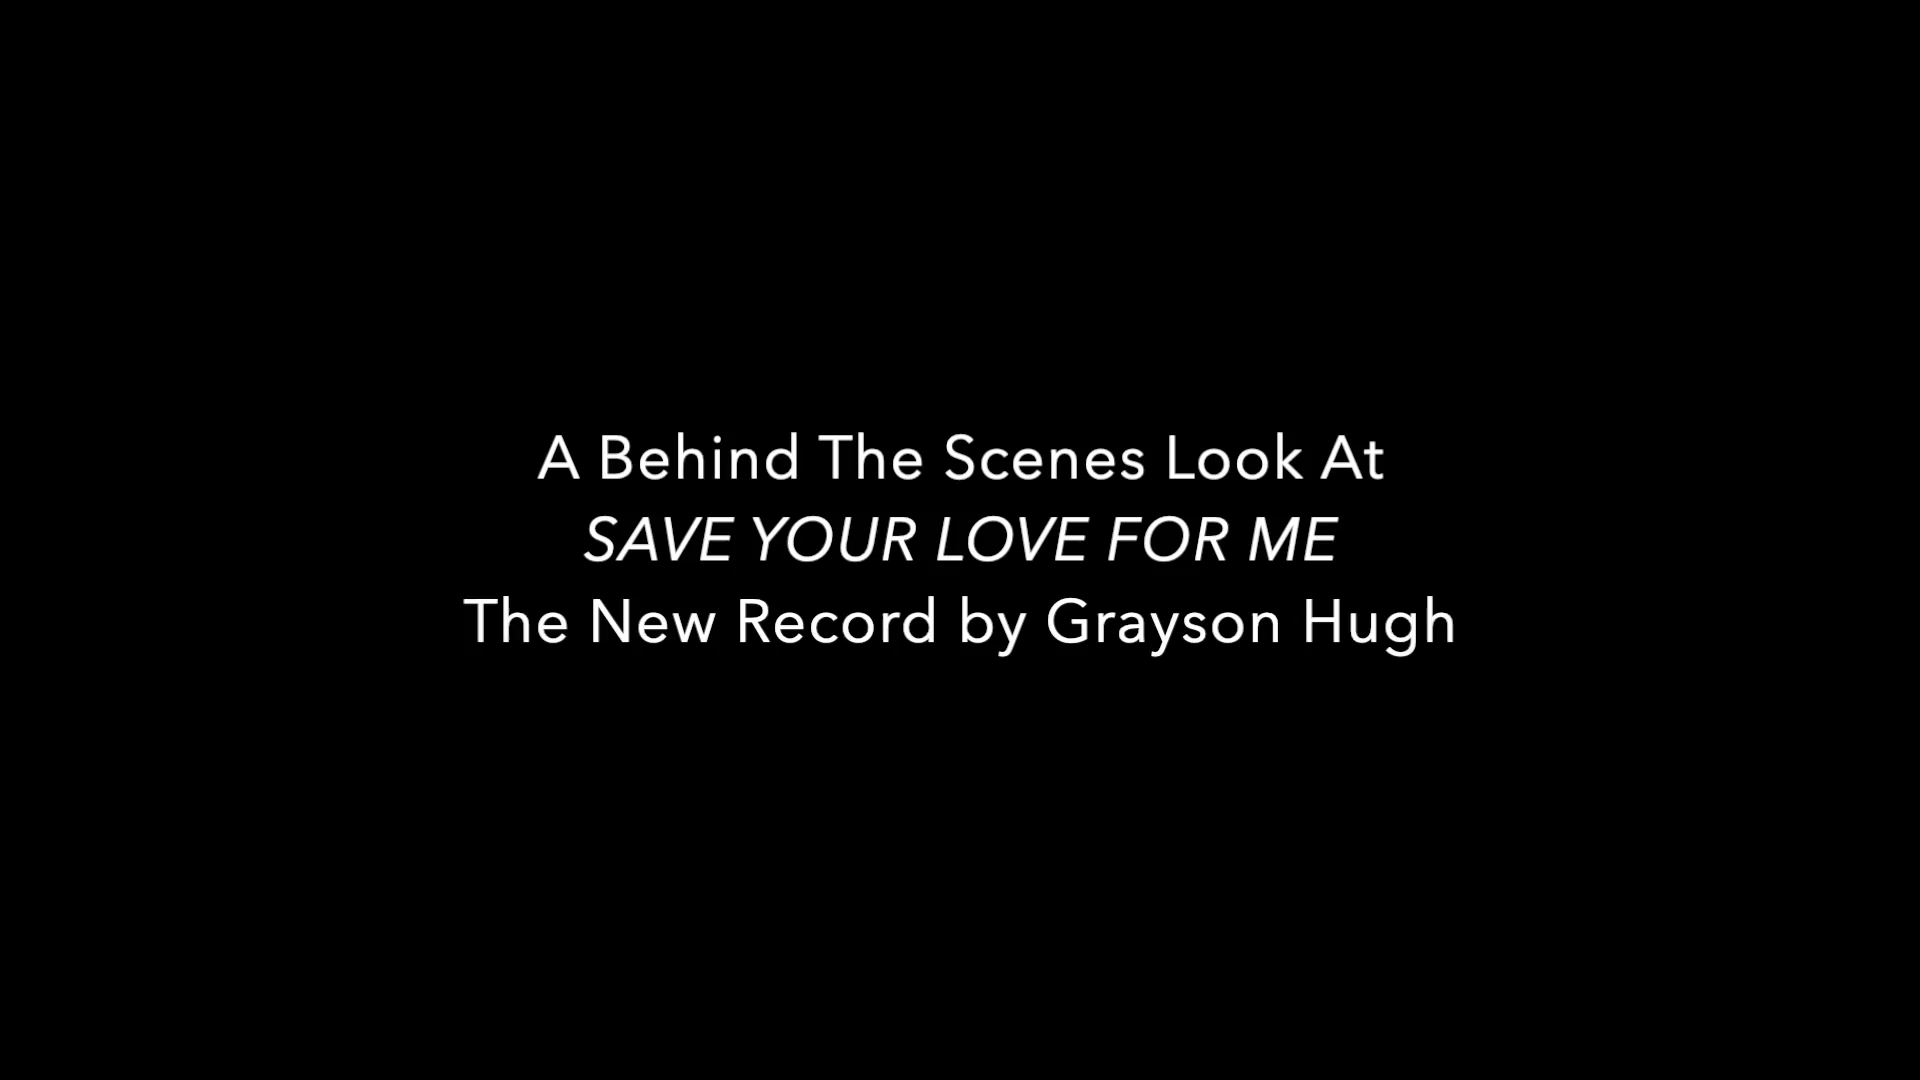 A Behind The Scenes Look At
SAVE YOUR LOVE FOR ME
The New Record by Grayson Hugh